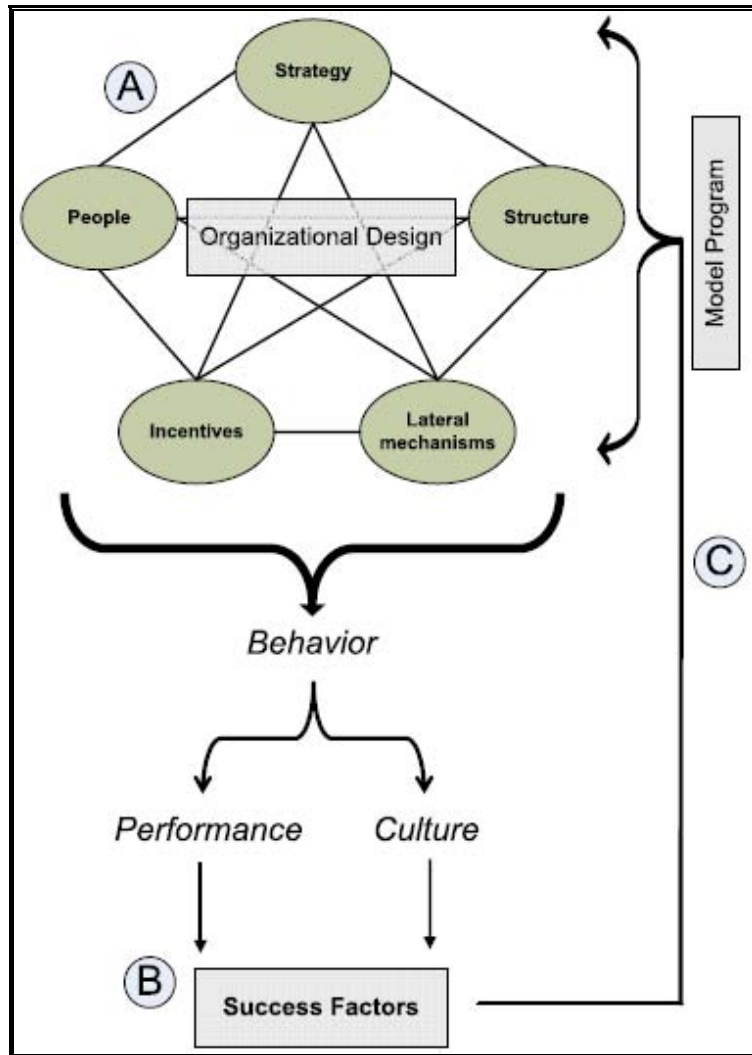 A
Strategy
People
Organizational Design
Structure
Model Program
Incentives
Lateral
mechanisms
C
Behavior
Performance
Culture
B
Success Factors